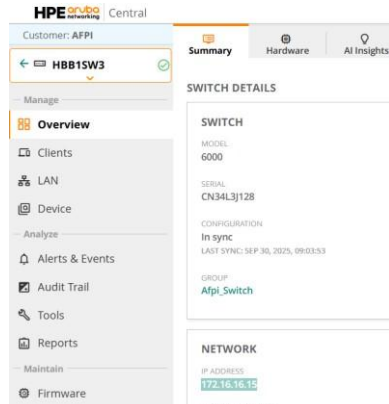 HPE aruba networking Central
Customer: AFPI
HBB1SW3
Manage
Overview
Clients
LAN
Device
Analyze
Alerts & Events
Audit Trail
Tools
Reports
Maintain
Firmware
Summary
Hardware
AI Insights
SWITCH DETAILS
SWITCH
MODEL
6000
SERIAL
CN34L3J128
CONFIGURATION
In sync
LAST SYNC: SEP 30, 2025, 09:03:53
GROUP
Afpi_Switch
NETWORK
IP ADDRESS
172.16.16.15